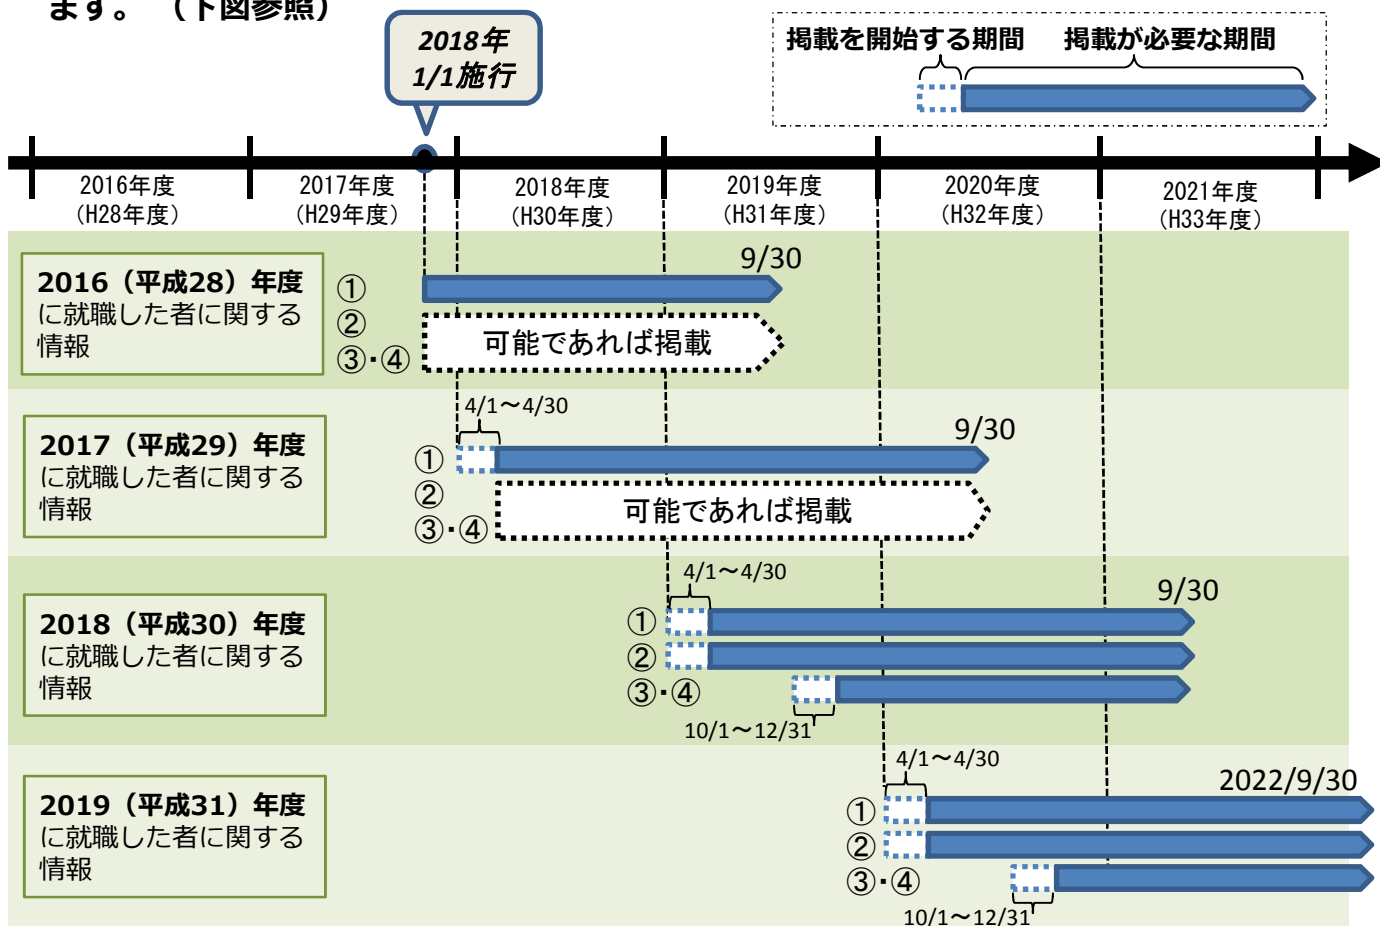 ます。（下図参照）
2018年
1/1施行
掲載を開始する期間 掲載が必要な期間
2016年度
（H28年度）
2017年度
（H29年度）
2018年度
（H30年度）
2019年度
（H31年度）
2020年度
（H32年度）
2021年度
（H33年度）
2016（平成28）年度
に就職した者に関する
情報
9/30
①
②
③・④
可能であれば掲載
2017（平成29）年度
に就職した者に関する
情報
4/1～4/30
9/30
①
②
③・④
可能であれば掲載
2018（平成30）年度
に就職した者に関する
情報
4/1～4/30
9/30
①
②
③・④
10/1～12/31
2019（平成31）年度
に就職した者に関する
情報
4/1～4/30
2022/9/30
①
②
③・④
10/1～12/31